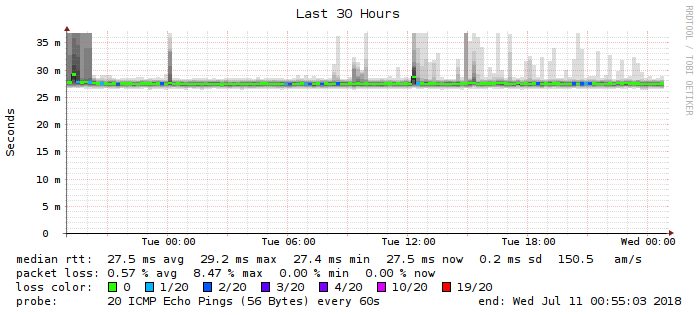 Last 30 Hours
RRDTOOL / TOBI OETIKER
Seconds
35 m
30 m
25 m
20 m
15 m
10 m
5 m
0
Tue 00:00 Tue 06:00 Tue 12:00 Tue 18:00 Wed 00:00
median rtt: 27.5 ms avg 29.2 ms max 27.4 ms min 27.5 ms now 0.2 ms sd 150.5 am/s
packet loss: 0.57 % avg 8.47 % max 0.00 % min 0.00 % now
loss color: 0 1/20 2/20 3/20 4/20 10/20 19/20
probe: 20 ICMP Echo Pings (56 Bytes) every 60s end: Wed Jul 11 00:55:03 2018